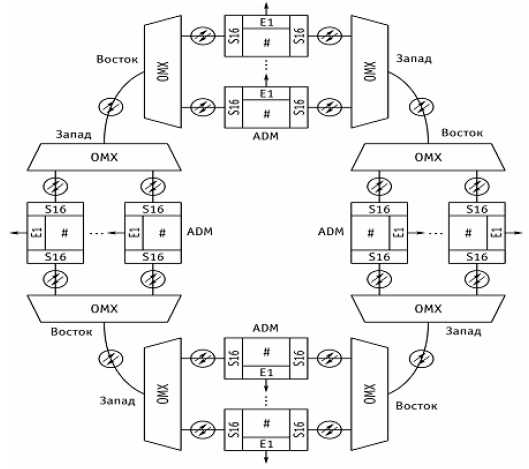 E1
S16 # S16
Восток
OMX
OMX
Запад
E1
S16 # S16
ADM
Запад
Восток
OMX
OMX
S16
S16
S16
S16
E1 #
... E1 #
ADM
ADM
# E1
... # E1
S16
S16
S16
S16
OMX
OMX
Восток
Запад
ADM
S16 # S16
E1
OMX
OMX
Запад
Восток
S16 # S16
E1